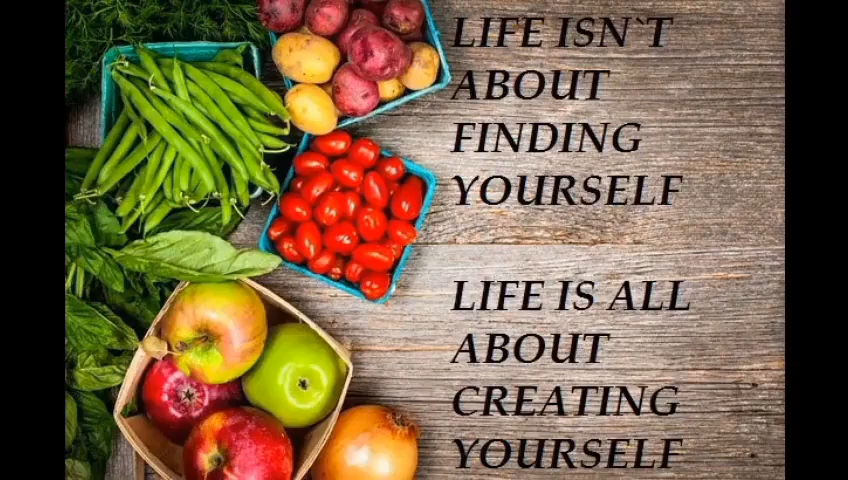 LIFE ISN`T
ABOUT
FINDING
YOURSELF
LIFE IS ALL
ABOUT
CREATING
YOURSELF